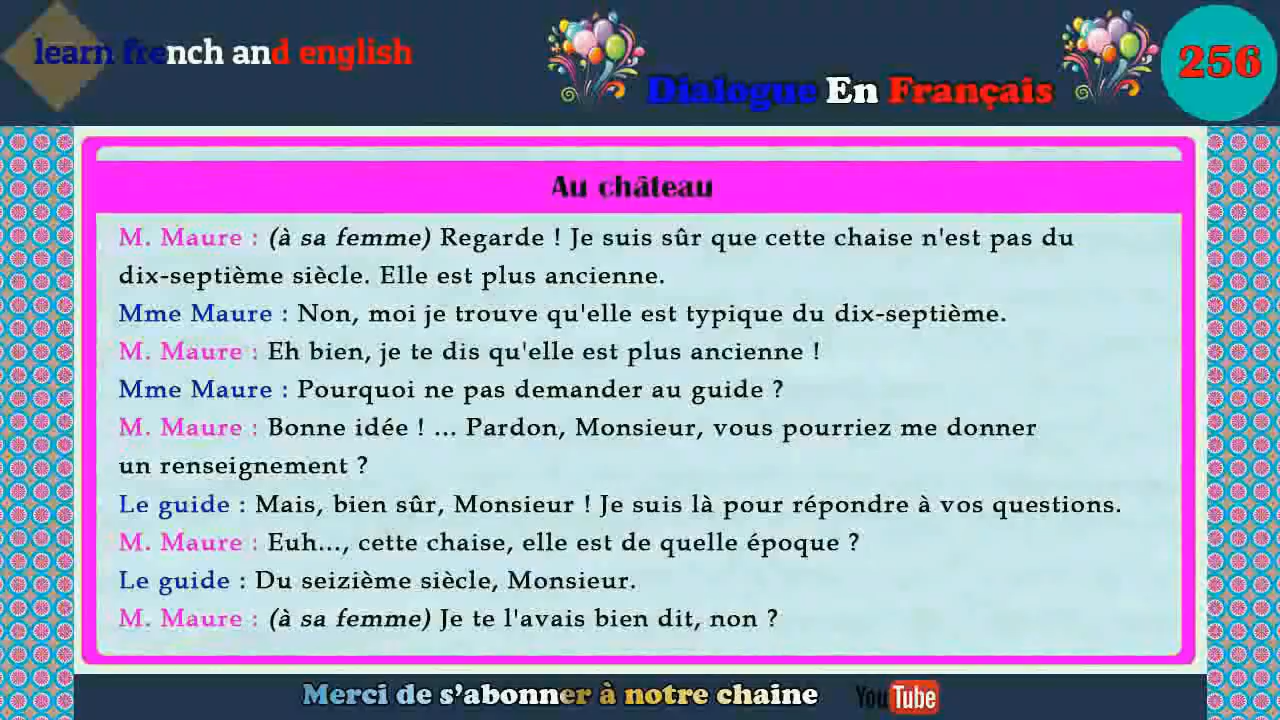 learn french and english
Dialogue En Français
256
Au château
M. Maure : (à sa femme) Regarde ! Je suis sûr que cette chaise n'est pas du
dix-septième siècle. Elle est plus ancienne.
Mme Maure : Non, moi je trouve qu'elle est typique du dix-septième.
M. Maure : Eh bien, je te dis qu'elle est plus ancienne !
Mme Maure : Pourquoi ne pas demander au guide ?
M. Maure : Bonne idée ! ... Pardon, Monsieur, vous pourriez me donner
un renseignement ?
Le guide : Mais, bien sûr, Monsieur ! Je suis là pour répondre à vos questions.
M. Maure : Euh..., cette chaise, elle est de quelle époque ?
Le guide : Du seizième siècle, Monsieur.
M. Maure : (à sa femme) Je te l'avais bien dit, non ?
Merci de s’abonner à notre chaine
YouTube